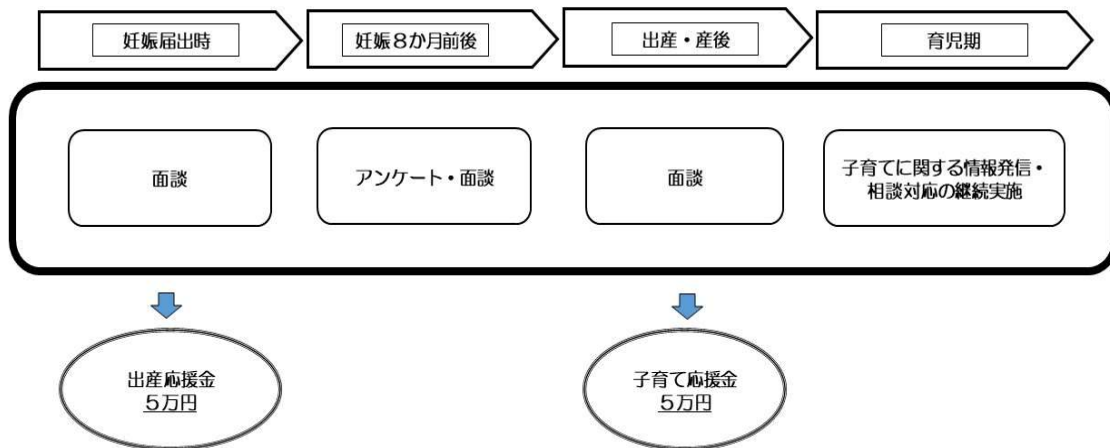 妊娠届出時
妊娠８か月前後
出産・産後
育児期
面談
アンケート・面談
面談
子育てに関する情報発信・
相談対応の継続実施
出産応援金
５万円
子育て応援金
５万円